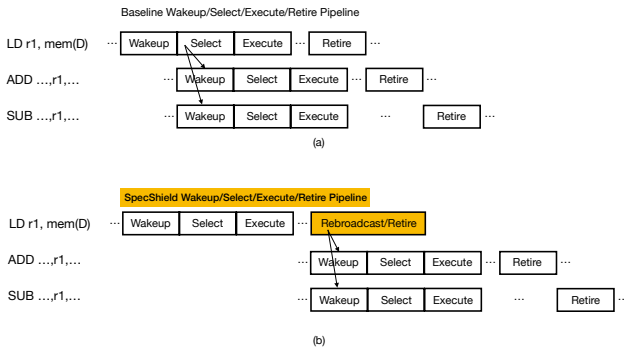 Baseline Wakeup/Select/Execute/Retire Pipeline
LD r1, mem(D) ... Wakeup Select Execute ... Retire ...
ADD ...,r1,... ... Wakeup Select Execute ... Retire ...
SUB ...,r1,... ... Wakeup Select Execute ... Retire ...
(a)
SpecShield Wakeup/Select/Execute/Retire Pipeline
LD r1, mem(D) ... Wakeup Select Execute ... Rebroadcast/Retire
ADD ...,r1,... ... Wakeup Select Execute ... Retire ...
SUB ...,r1,... ... Wakeup Select Execute ... Retire ...
(b)